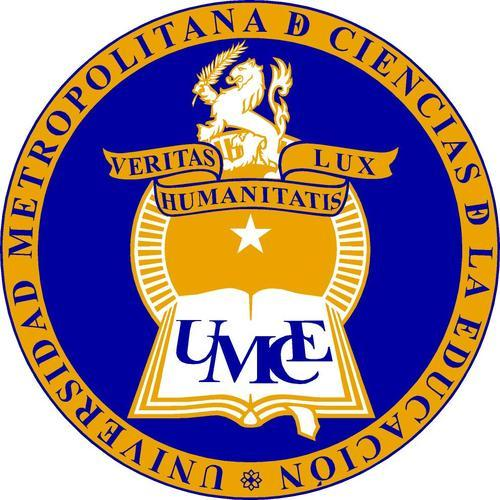 UNIVERSIDAD METROPOLITANA DE CIENCIAS DE LA EDUCACIÓN
VERITAS LUX
HUMANITATIS
UMCE